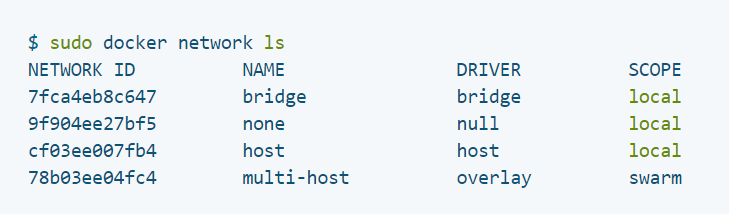 $ sudo docker network ls
NETWORK ID          NAME                DRIVER          SCOPE
7fca4eb8c647        bridge              bridge          local
9f904ee27bf5        none                null            local
cf03ee007fb4        host                host            local
78b03ee04fc4        multi-host          overlay         swarm